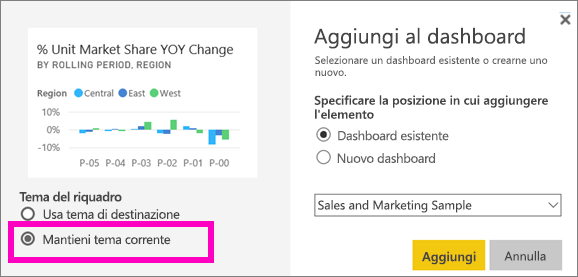 % Unit Market Share YOY Change
BY ROLLING PERIOD, REGION
Region Central East West
10%
0%
-10%
P-05 P-04 P-03 P-02 P-01 P-00
Tema del riquadro
Usa tema di destinazione
Mantieni tema corrente
Aggiungi al dashboard
Selezionare un dashboard esistente o crearne uno
nuovo.
Specificare la posizione in cui aggiungere
l'elemento
Dashboard esistente
Nuovo dashboard
Sales and Marketing Sample
Aggiungi
Annulla